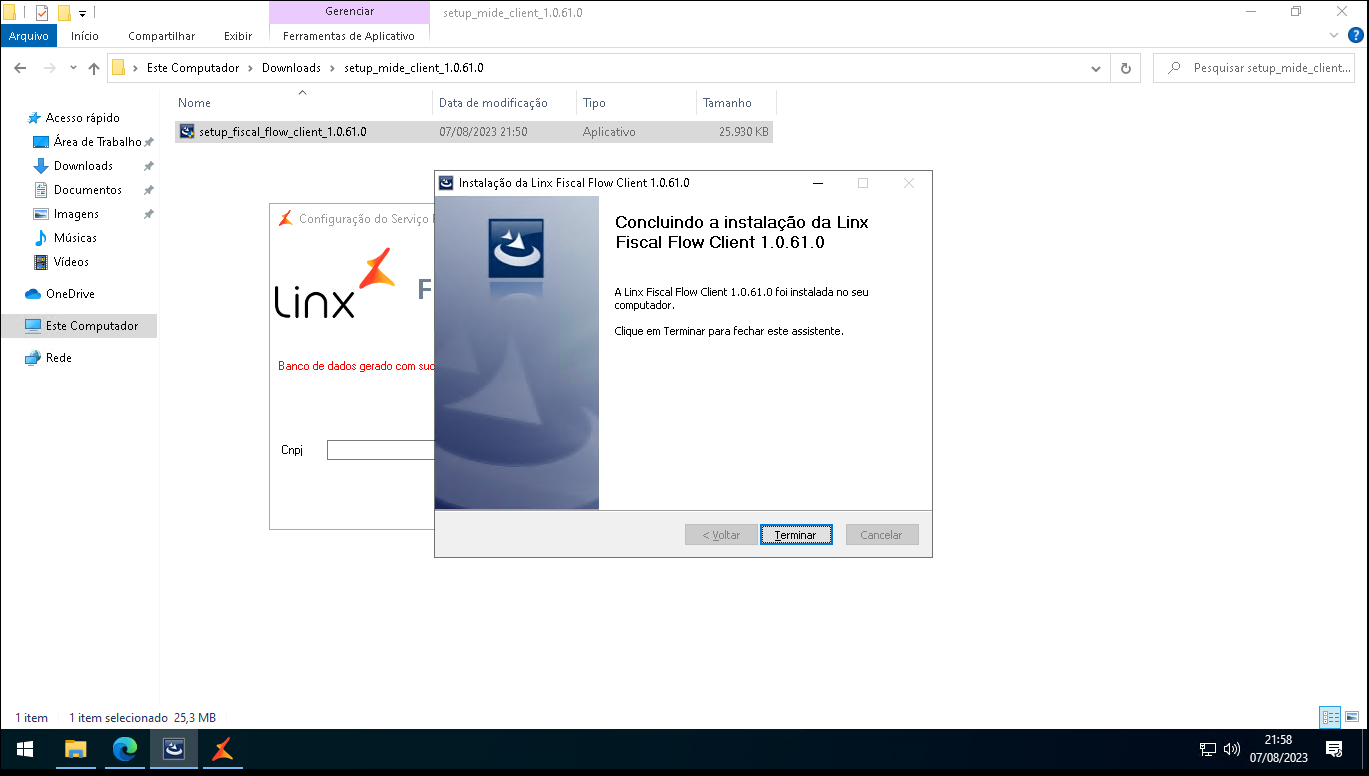 Gerenciar
setup_mide_client_1.0.61.0
Arquivo
Início
Compartilhar
Exibir
Ferramentas de Aplicativo
?
Este Computador
Downloads
setup_mide_client_1.0.61.0
Pesquisar setup_mide_client...
Nome
Data de modificação
Tipo
Tamanho
setup_fiscal_flow_client_1.0.61.0
07/08/2023 21:50
Aplicativo
25.930 KB
Acesso rápido
Área de Trabalho
Downloads
Documentos
Imagens
Músicas
Vídeos
OneDrive
Este Computador
Rede
Configuração do Serviço
linx
F
Banco de dados gerado com suc
Cnpj
Instalação da Linx Fiscal Flow Client 1.0.61.0
Concluindo a instalação da Linx
Fiscal Flow Client 1.0.61.0
A Linx Fiscal Flow Client 1.0.61.0 foi instalada no seu
computador.
Clique em Terminar para fechar este assistente.
< Voltar
Terminar
Cancelar
1 item
1 item selecionado 25,3 MB
21:58
07/08/2023